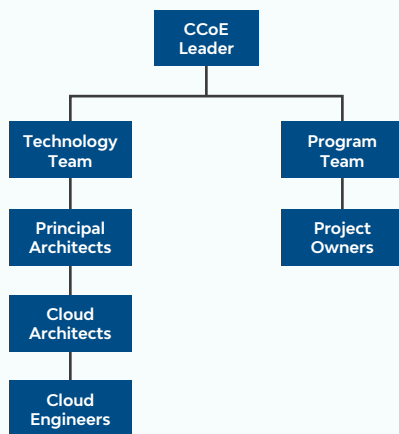 CCoE
Leader
Technology
Team
Program
Team
Principal
Architects
Project
Owners
Cloud
Architects
Cloud
Engineers